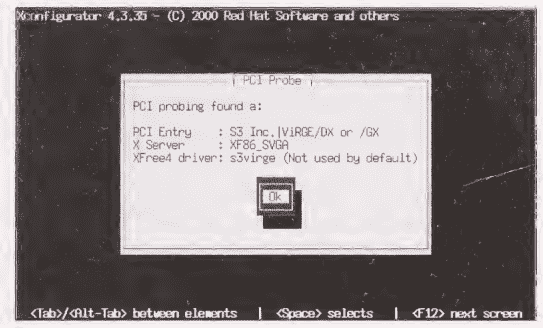 Xconfigurator 4.3.35 - (C) 2000 Red Hat Software and others
PCI Probe
PCI probing found a:
PCI Entry : S3 Inc.|ViRGE/DX or /GX
X Server : XF86_SVGA
XFree4 driver: s3virge (Not used by default)
Ok
<Tab>/<Alt-Tab> between elements | <Space> selects | <F12> next screen